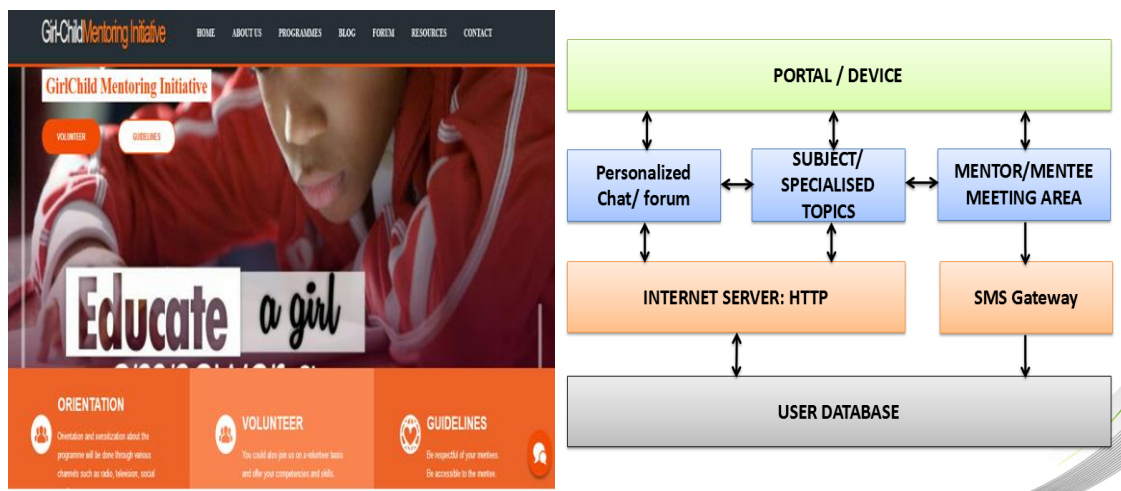 Girl-ChildMentoring Initiative
HOME ABOUT US PROGRAMMES BLOG FORUM RESOURCES CONTACT
GirlChild Mentoring Initiative
VOLUNTEER GUIDELINES
Educate a girl
ORIENTATION
Orientation and sensitization about the
programme will be done through various
channels such as radio, television, social
VOLUNTEER
You could also join us on a volunteer basis
and offer your competencies and skills.
GUIDELINES
Be respectful of your mentees.
Be accessible to the mentee.
PORTAL / DEVICE
Personalized
Chat/ forum
SUBJECT/
SPECIALISED
TOPICS
MENTOR/MENTEE
MEETING AREA
INTERNET SERVER: HTTP
SMS Gateway
USER DATABASE